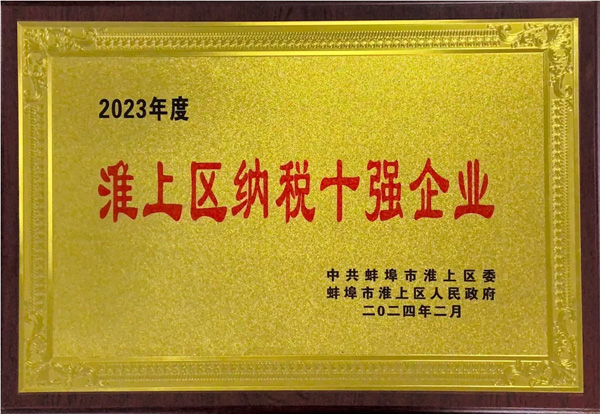 2023年度
淮上区纳税十强企业
中共蚌埠市淮上区委
蚌埠市淮上区人民政府
二〇二四年二月